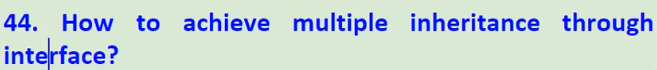 44. How to achieve multiple inheritance through
interface?